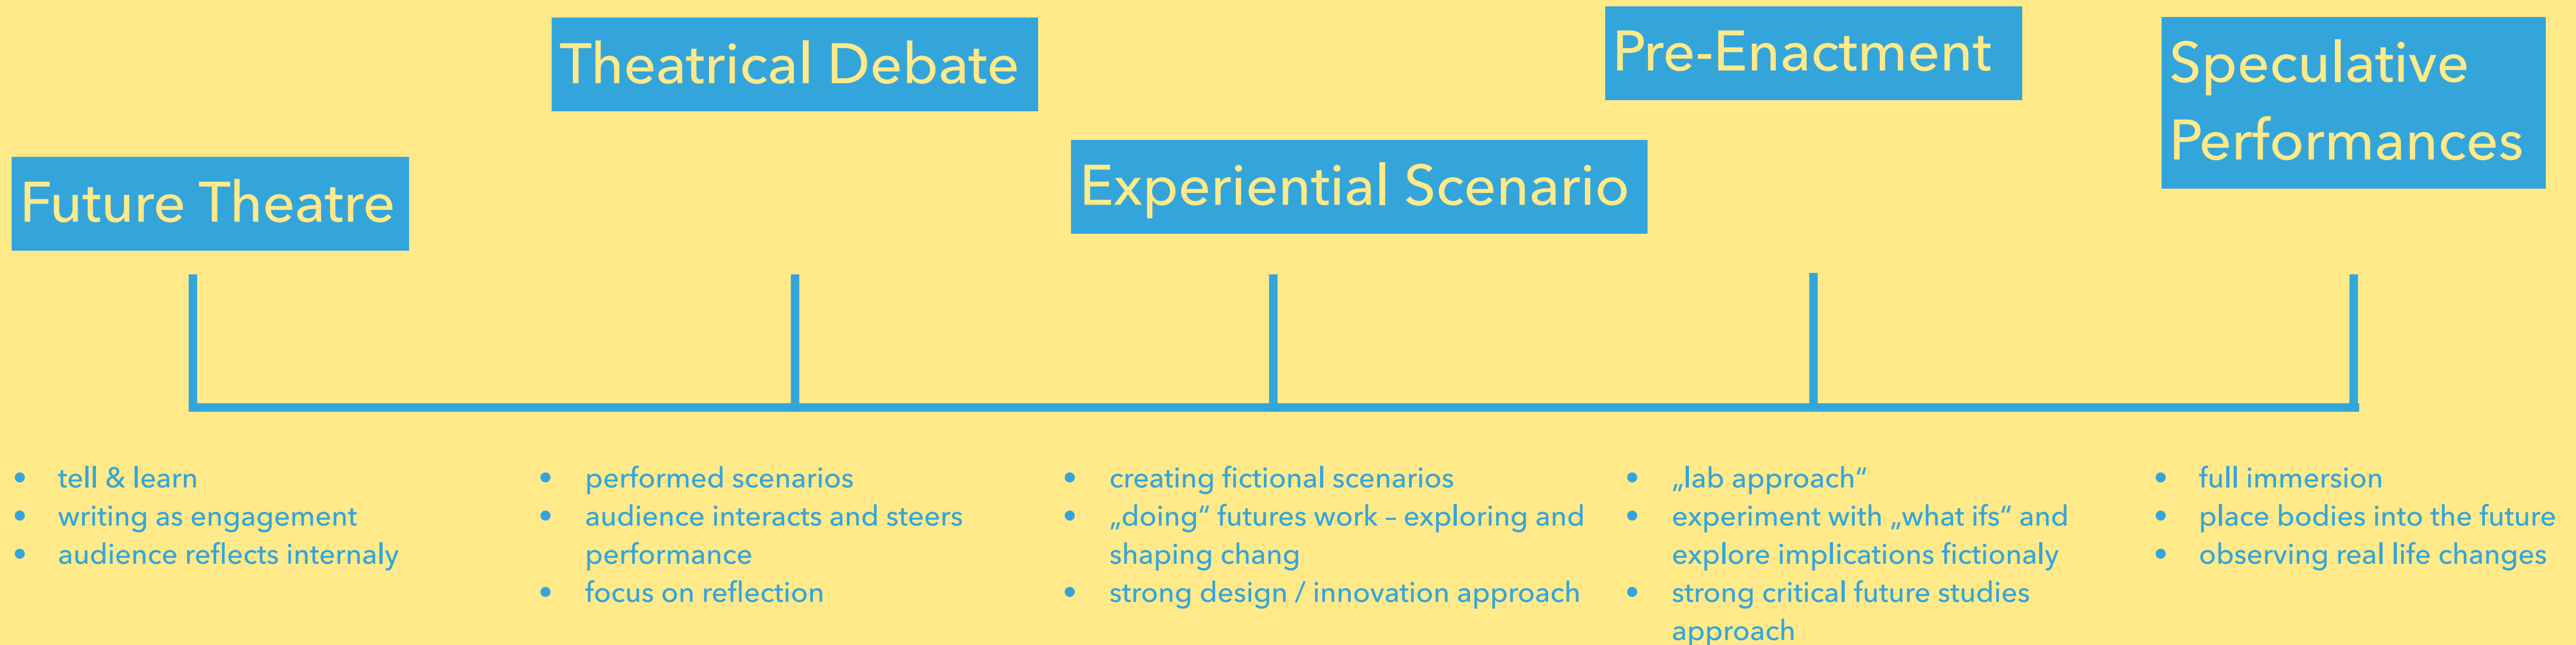 Future Theatre
Theatrical Debate
Experiential Scenario
Pre-Enactment
Speculative
Performances
• tell & learn
• writing as engagement
• audience reflects internaly
• performed scenarios
• audience interacts and steers
performance
• focus on reflection
• creating fictional scenarios
• „doing“ futures work – exploring and
shaping chang
• strong design / innovation approach
• „lab approach“
• experiment with „what ifs“ and
explore implications fictionaly
• strong critical future studies
approach
• full immersion
• place bodies into the future
• observing real life changes